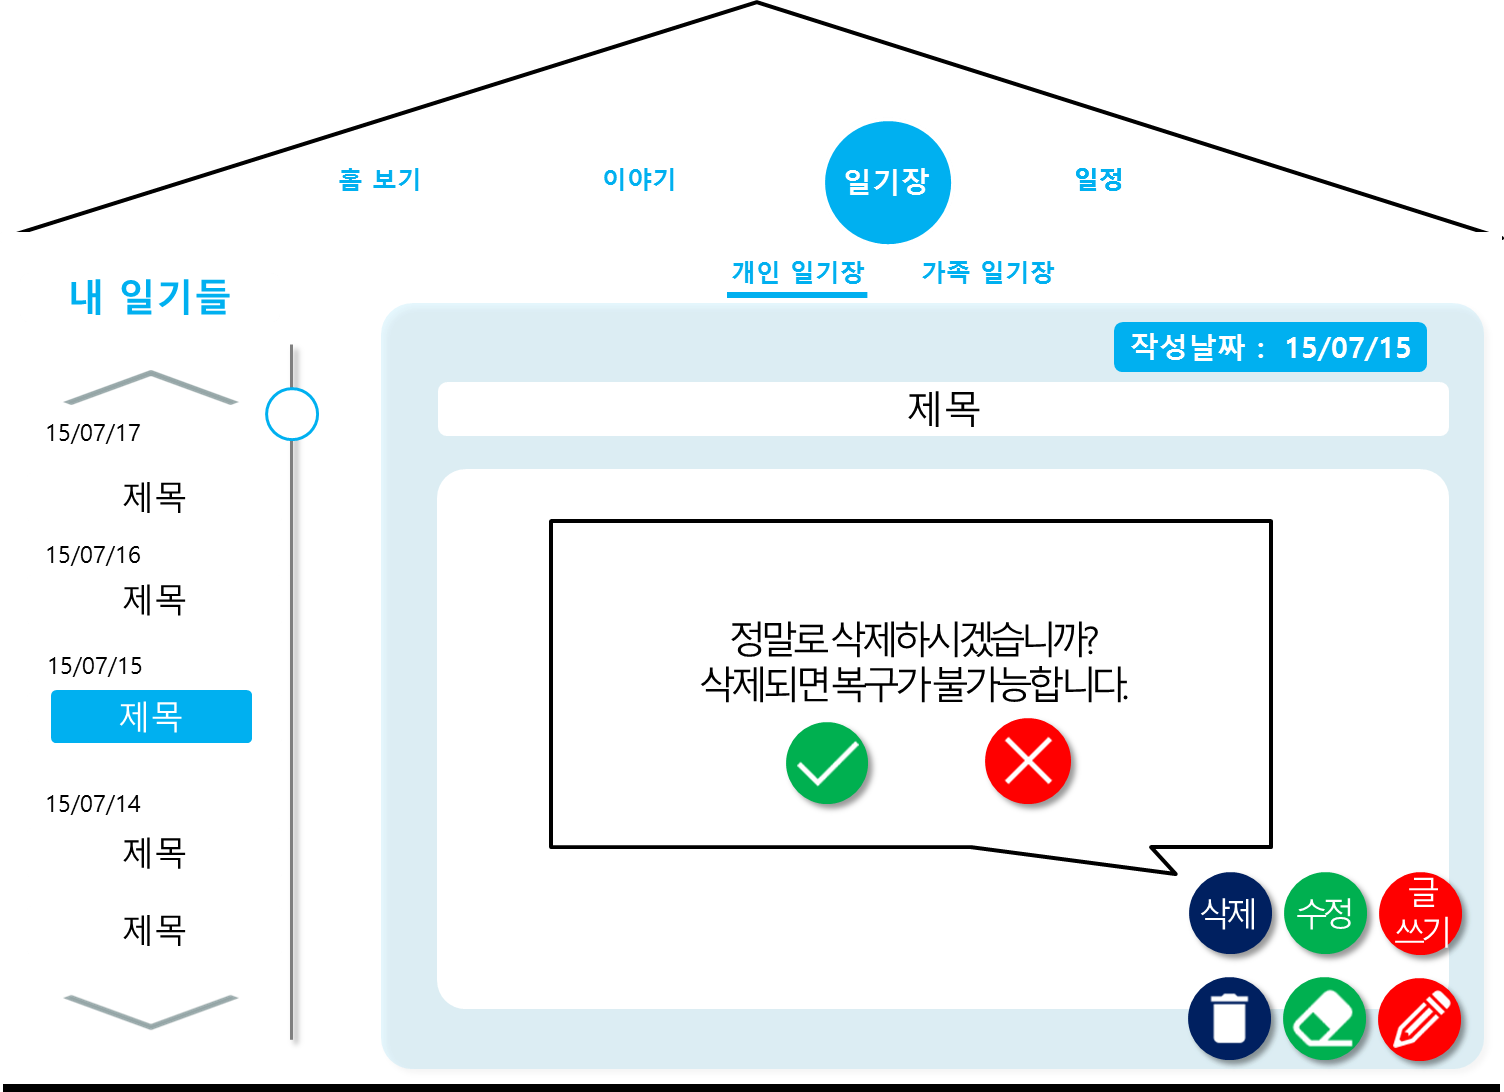 홈 보기
이야기
일기장
일정
개인 일기장
가족 일기장
내 일기들
15/07/17
제목
15/07/16
제목
15/07/15
제목
15/07/14
제목
제목
작성날짜 : 15/07/15
제목
정말로 삭제하시겠습니까?
삭제되면 복구가 불가능합니다.
삭제
수정
글
쓰기